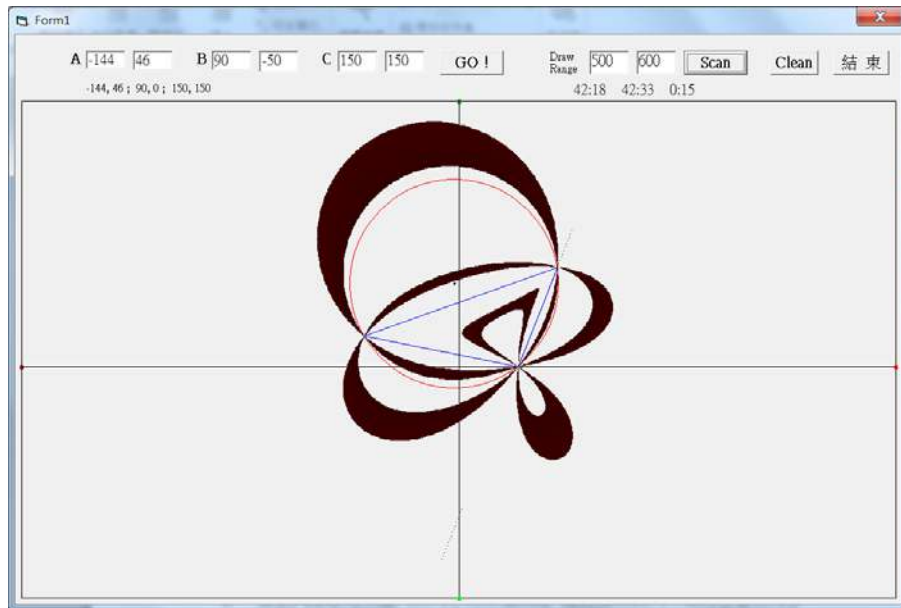 Form1
A -144 46 B 90 -50 C 150 150 GO ! Draw Range 500 600 Scan Clean 結束
-144, 46 ; 90, 0 ; 150, 150 42:18 42:33 0:15